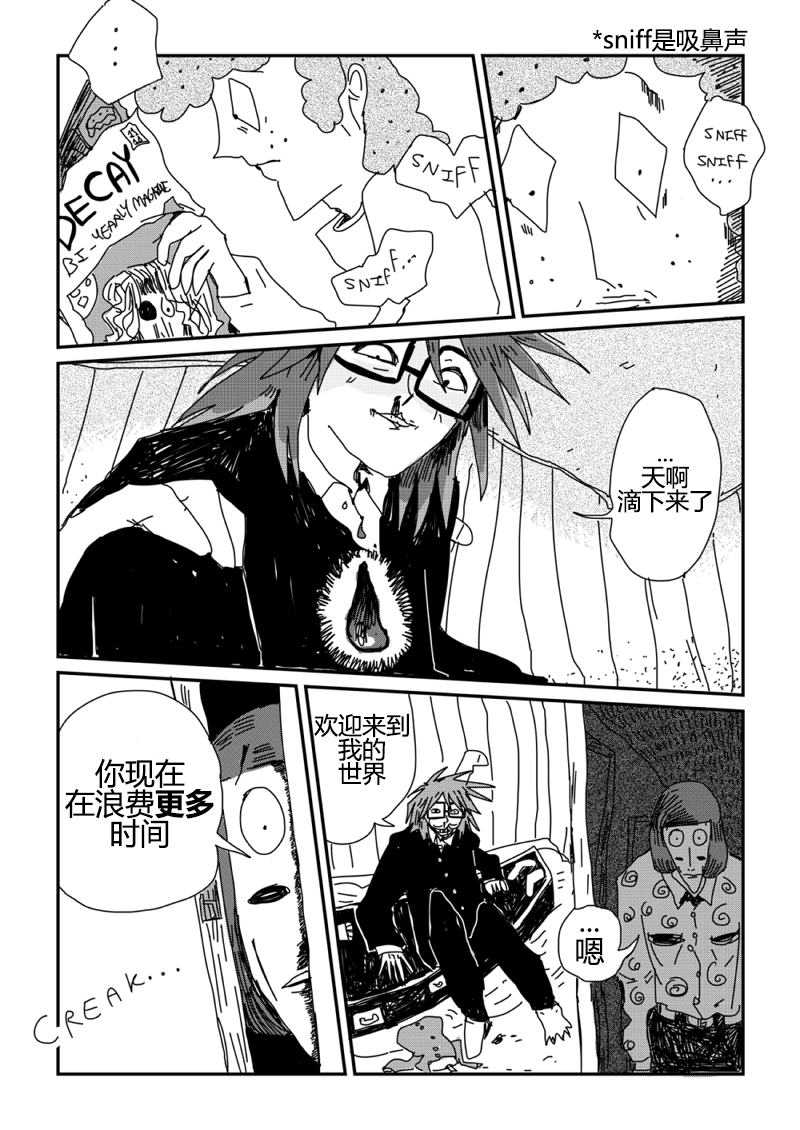 *sniff是吸鼻声
...
DECAY
BI-YEARLY MAGAZINE
SNIFF
SNIFF...
SNIFF
SNIFF
...
...
天啊
滴下来了
你现在
在浪费更多
时间
CREAK...
欢迎来到
我的
世界
...
嗯